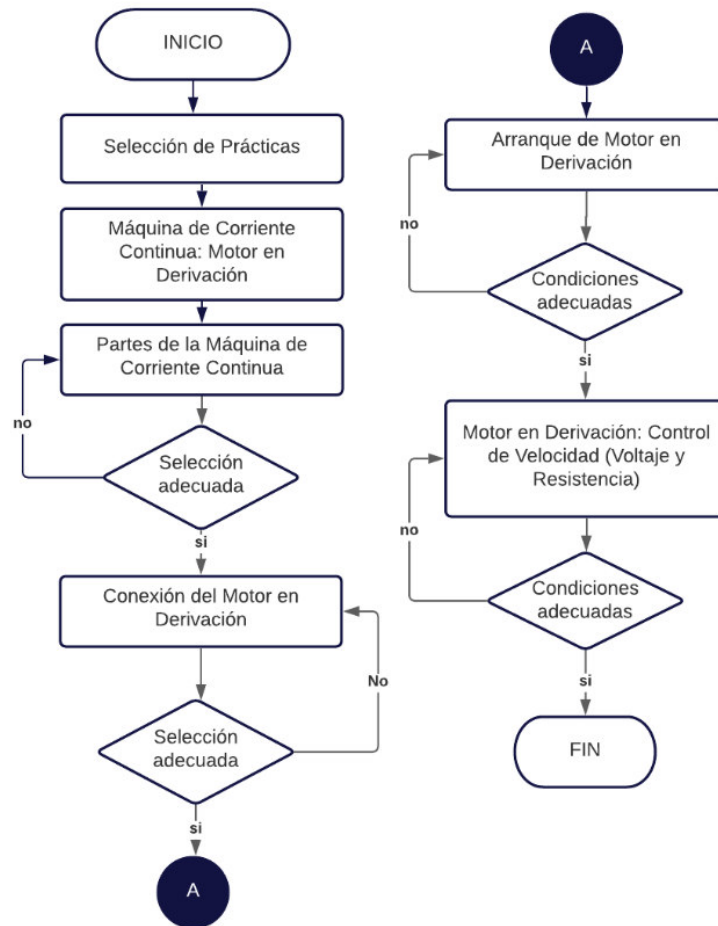 INICIO
Selección de Prácticas
Máquina de Corriente
Continua: Motor en
Derivación
Partes de la Máquina de
Corriente Continua
no
Selección
adecuada
si
Conexión del Motor en
Derivación
No
Selección
adecuada
si
A
A
Arranque de Motor en
Derivación
no
Condiciones
adecuadas
si
Motor en Derivación: Control
de Velocidad (Voltaje y
Resistencia)
no
Condiciones
adecuadas
si
FIN